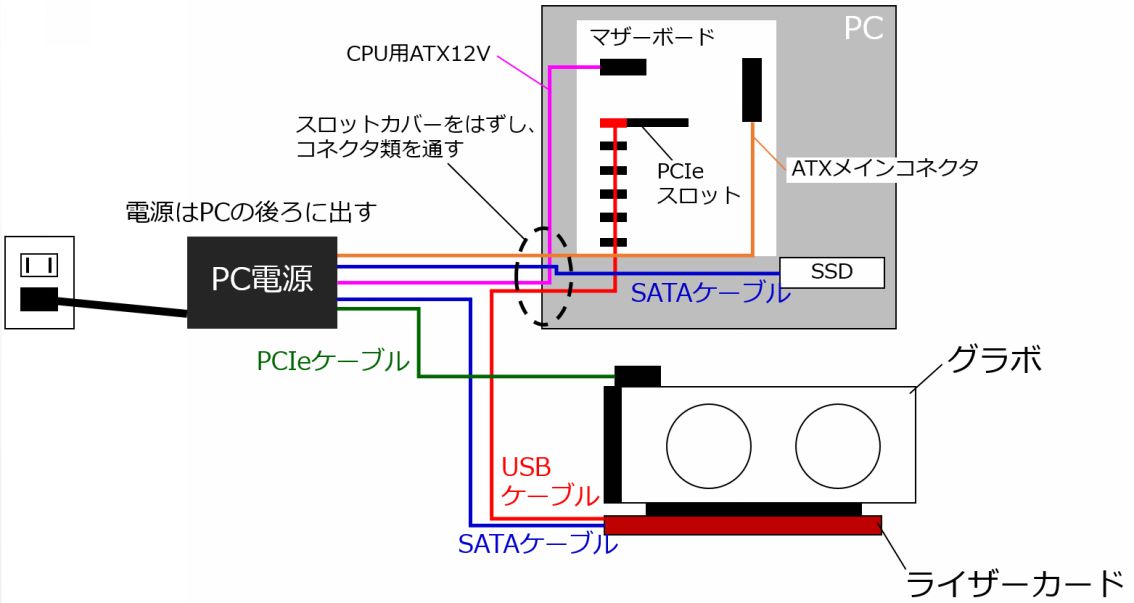 PC
マザーボード
CPU用ATX12V
スロットカバーをはずし、
コネクタ類を通す
PCIe
スロット
ATXメインコネクタ
電源はPCの後ろに出す
PC電源
SSD
SATAケーブル
PCIeケーブル
グラボ
USB
ケーブル
SATAケーブル
ライザーカード